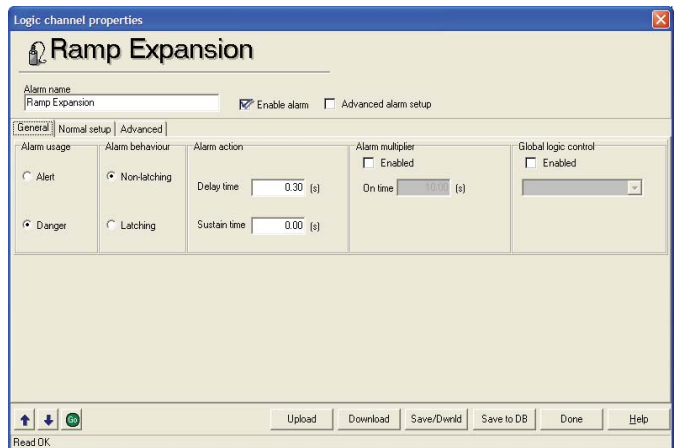 Logic channel properties
Ramp Expansion
Alarm name
Ramp Expansion
Enable alarm
Advanced alarm setup
General
Normal setup
Advanced
Alarm usage
Alert
Danger
Alarm behaviour
Non-latching
Latching
Alarm action
Delay time 0.30 (s)
Sustain time 0.00 (s)
Alarm multiplier
Enabled
On time 10.00 (s)
Global logic control
Enabled
Go
Upload
Download
Save/Dwnld
Save to DB
Done
Help
Read OK